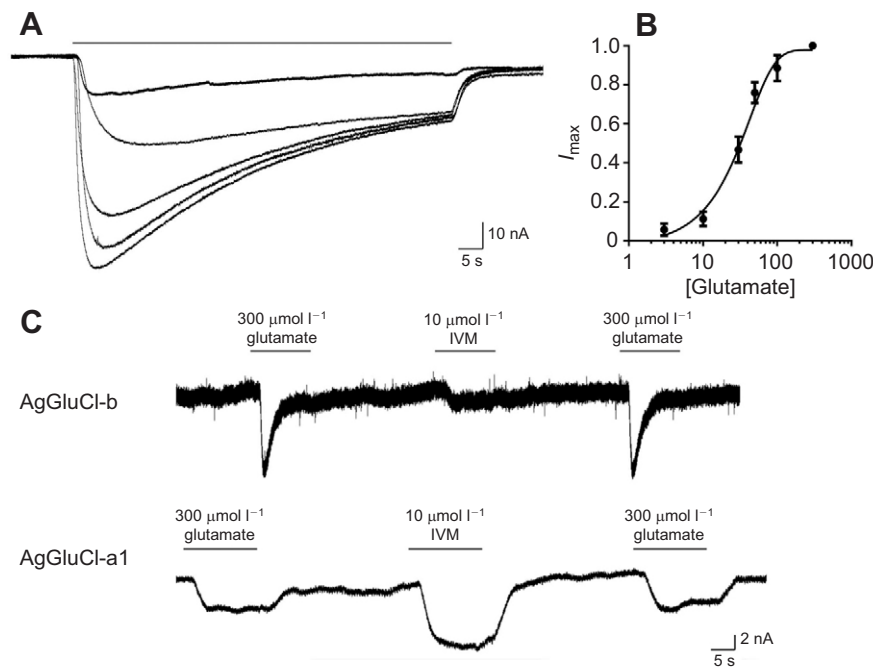 A
10 nA
5 s
B
1.0
0.8
0.6
0.4
0.2
0
I max
1 10 100 1000
[Glutamate]
C
300 μmol l⁻¹
glutamate
10 μmol l⁻¹
IVM
300 μmol l⁻¹
glutamate
AgGluCl-b
300 μmol l⁻¹
glutamate
10 μmol l⁻¹
IVM
300 μmol l⁻¹
glutamate
AgGluCl-a1
2 nA
5 s